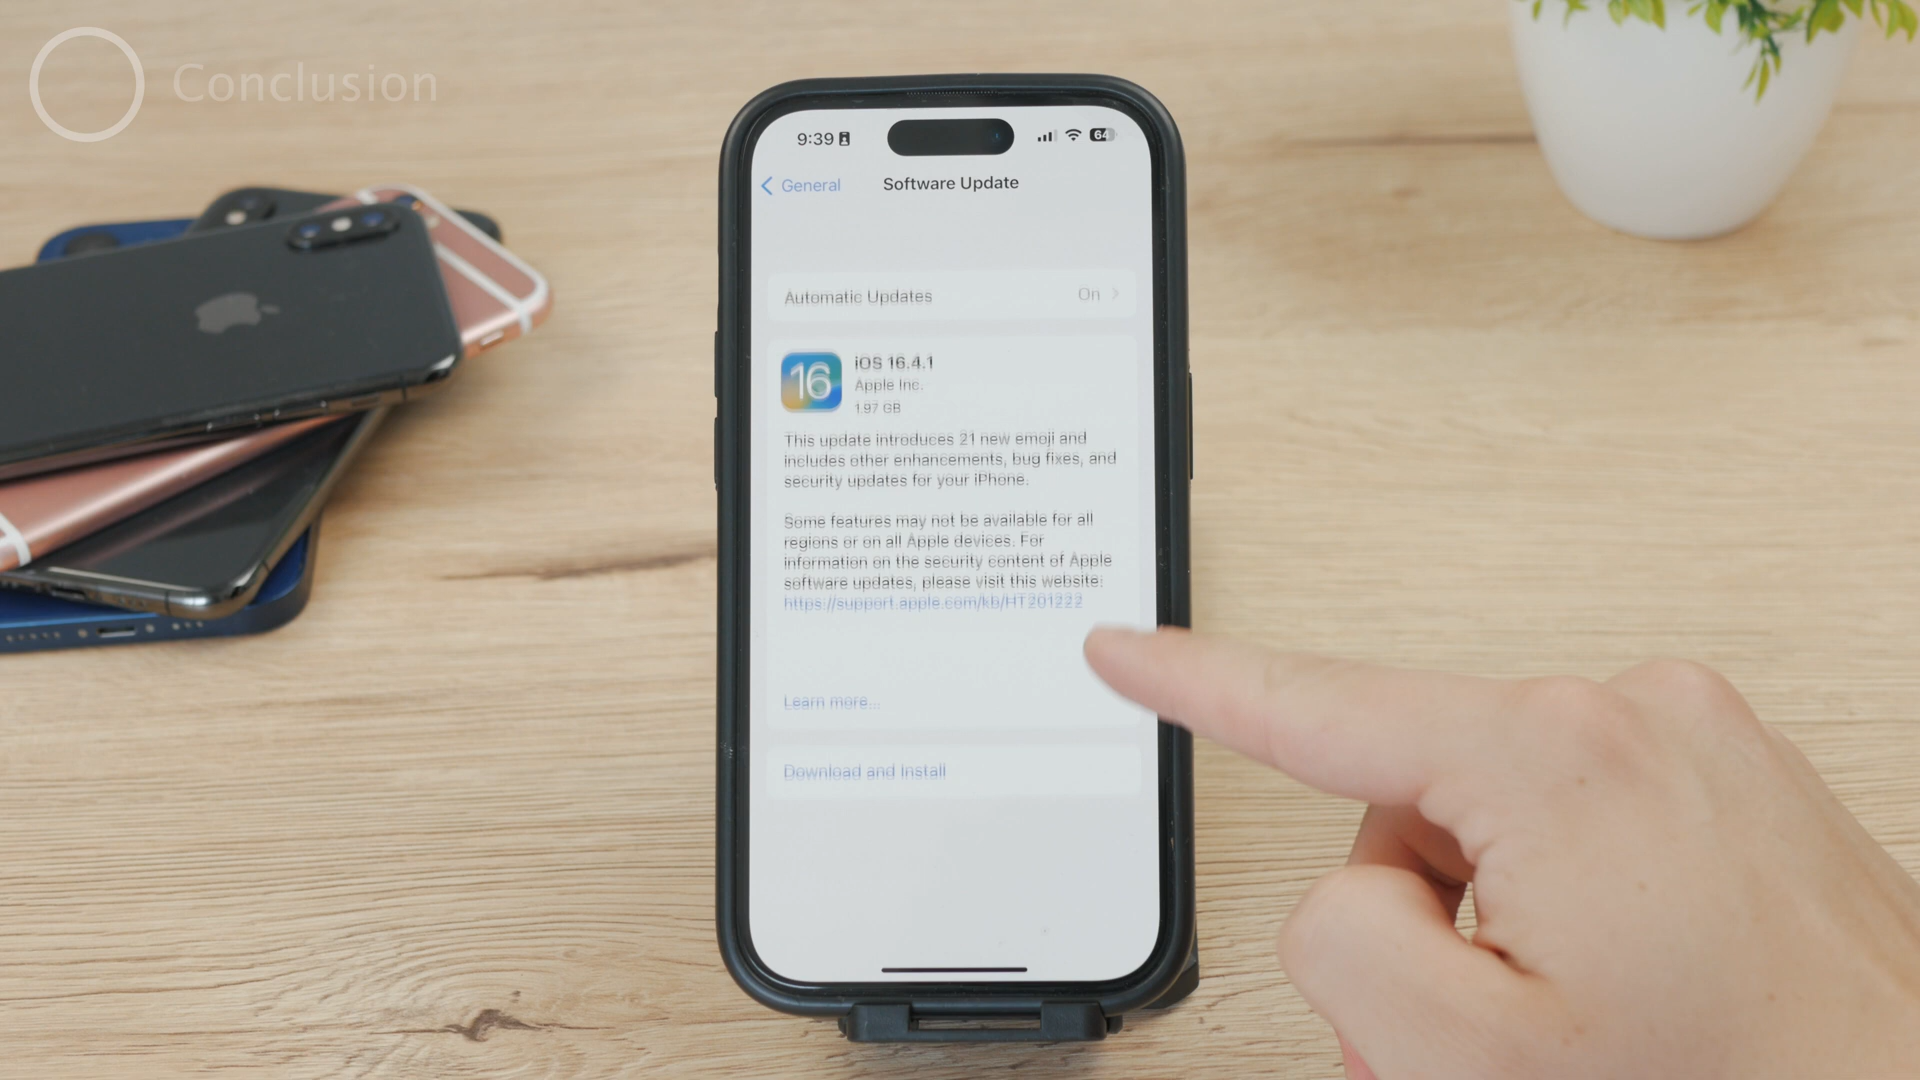 Conclusion
9:39
64
General
Software Update
Automatic Updates
On
16
iOS 16.4.1
Apple Inc.
1.97 GB
This update introduces 21 new emoji and
includes other enhancements, bug fixes, and
security updates for your iPhone.
Some features may not be available for all
regions or on all Apple devices. For
information on the security content of Apple
software updates, please visit this website:
https://support.apple.com/kb/HT201222
Learn more...
Download and Install